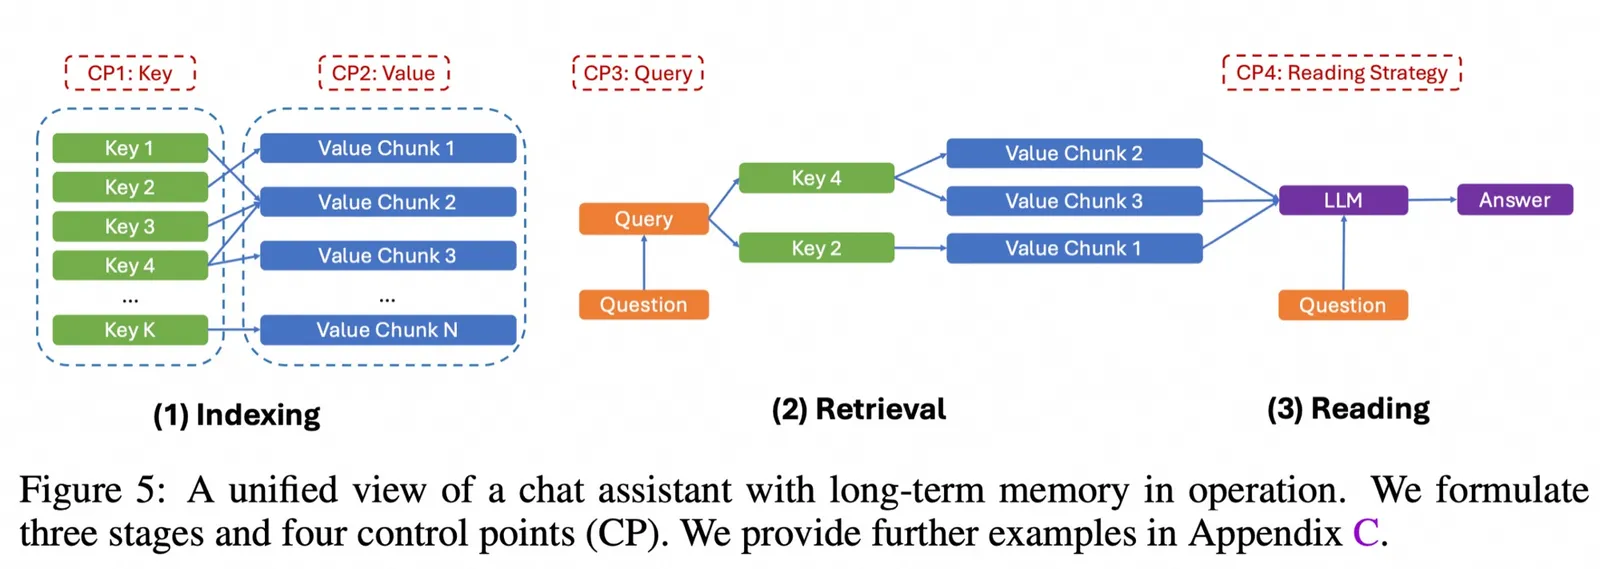 CP1: Key
CP2: Value
CP3: Query
CP4: Reading Strategy
Key 1
Key 2
Key 3
Key 4
...
Key K
Value Chunk 1
Value Chunk 2
Value Chunk 3
...
Value Chunk N
Query
Question
Key 4
Key 2
Value Chunk 2
Value Chunk 3
Value Chunk 1
LLM
Question
Answer
(1) Indexing
(2) Retrieval
(3) Reading
Figure 5: A unified view of a chat assistant with long-term memory in operation. We formulate
three stages and four control points (CP). We provide further examples in Appendix C.